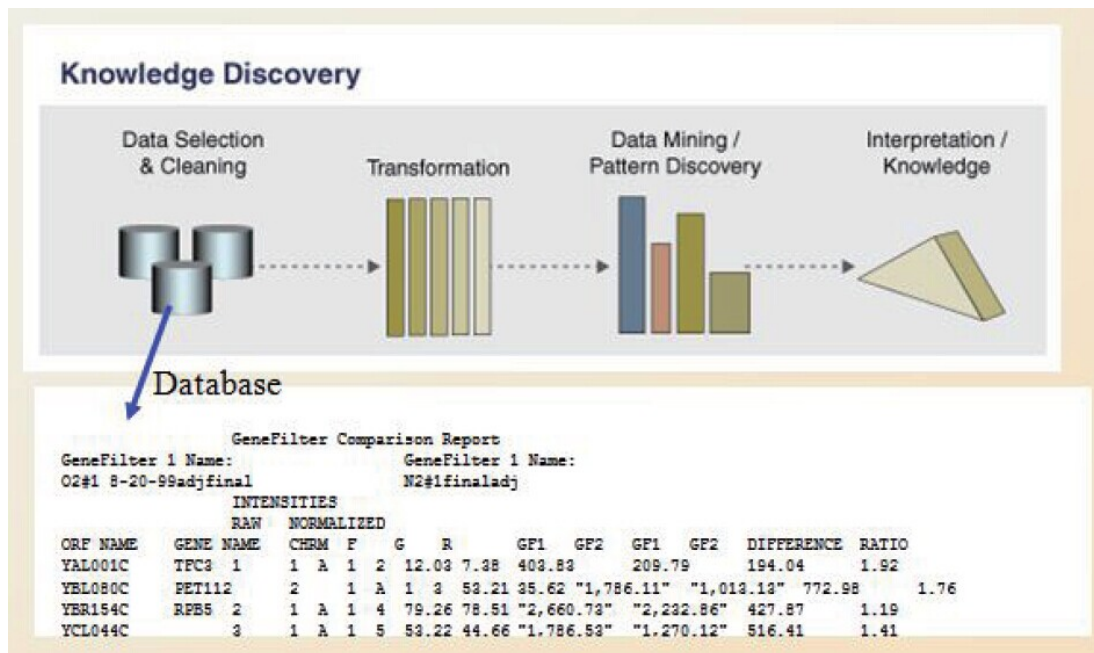 Knowledge Discovery
Data Selection
& Cleaning
Transformation
Data Mining /
Pattern Discovery
Interpretation /
Knowledge
Database
GeneFilter Comparison Report
GeneFilter 1 Name: GeneFilter 1 Name:
O2#1 8-20-99adjfinal N2#1finaladj
INTENSITIES
RAW NORMALIZED
ORF NAME GENE NAME CHRM F G R GF1 GF2 GF1 GF2 DIFFERENCE RATIO
YAL001C TFC3 1 1 A 1 2 12.03 7.38 403.83 209.79 194.04 1.92
YBL080C PET112 2 1 A 1 3 53.21 35.62 "1,786.11" "1,013.13" 772.98 1.76
YBR154C RPB5 2 1 A 1 4 79.26 78.51 "2,660.73" "2,232.86" 427.87 1.19
YCL044C 3 1 A 1 5 53.22 44.66 "1,786.53" "1,270.12" 516.41 1.41